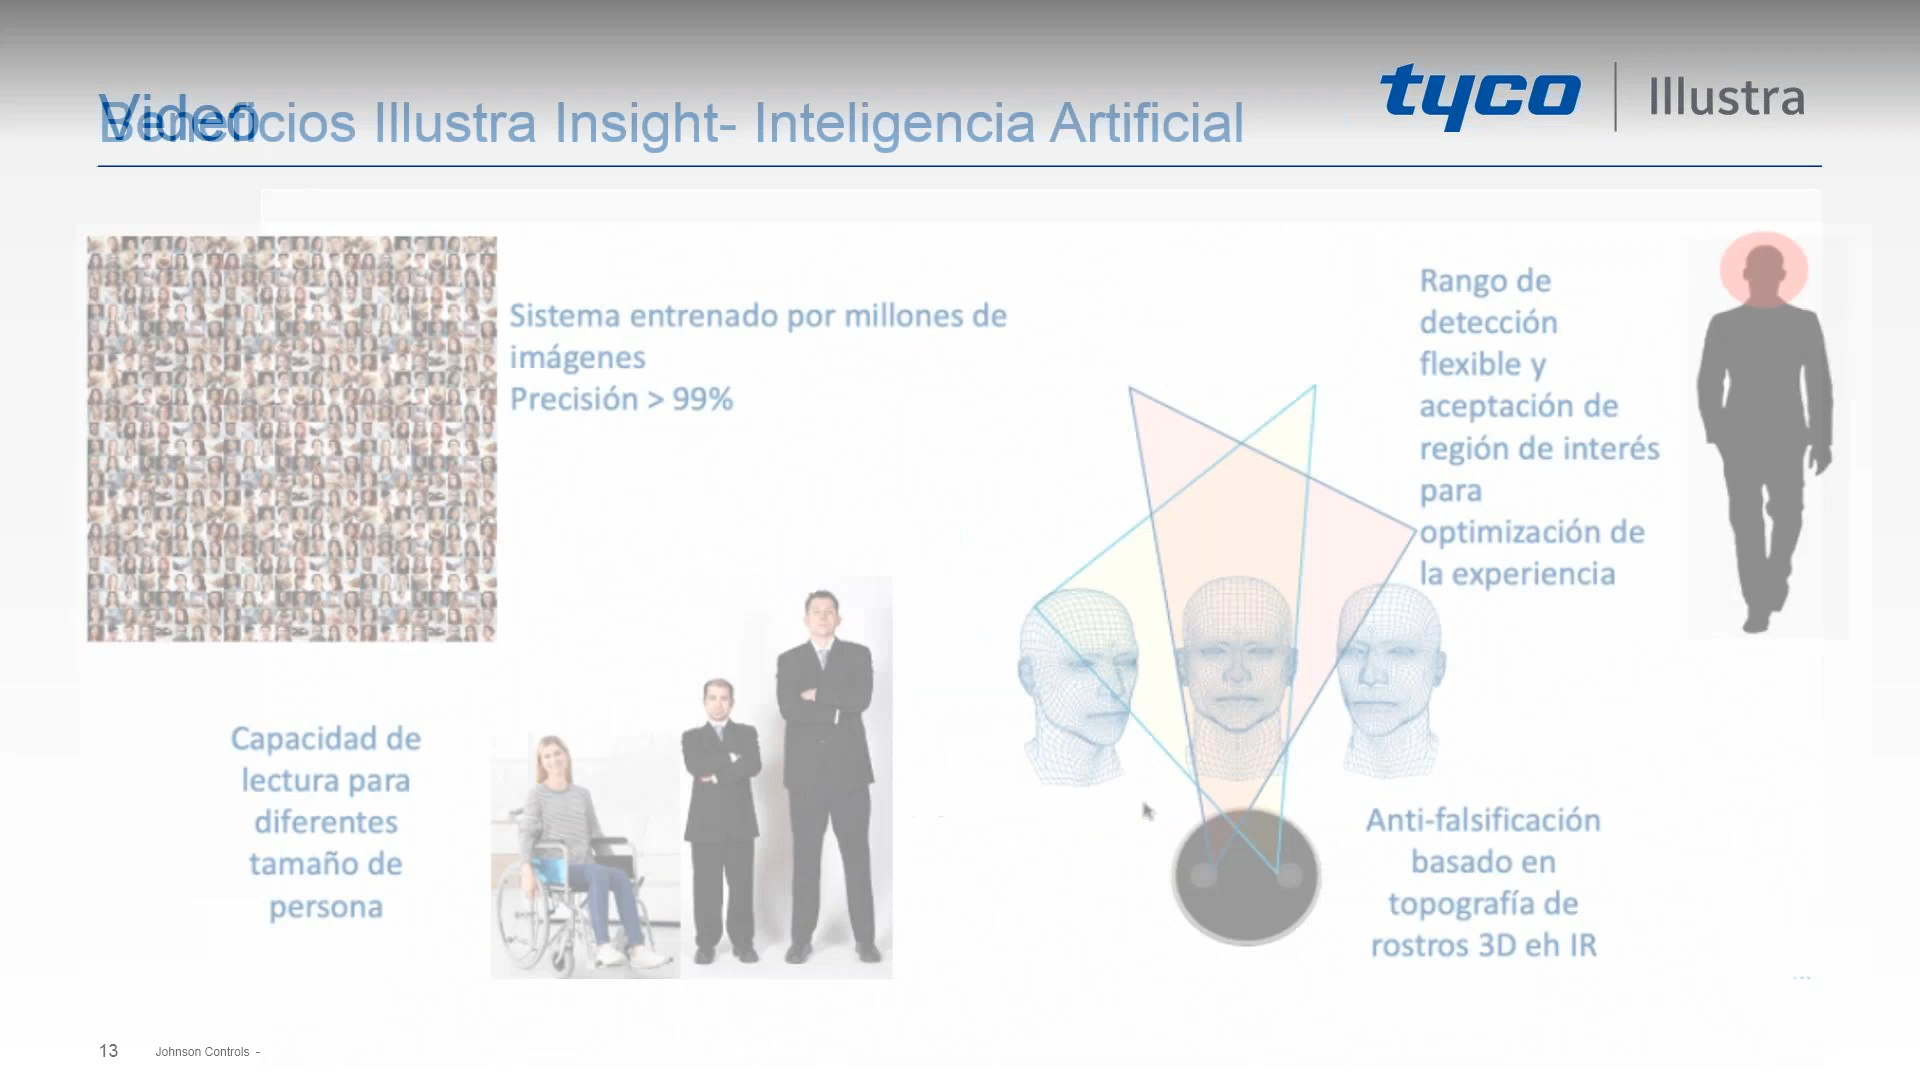 Video
Beneficios Illustra Insight- Inteligencia Artificial
tyco | Illustra
Sistema entrenado por millones de
imágenes
Precisión > 99%
Rango de
detección
flexible y
aceptación de
región de interés
para
optimización de
la experiencia
Capacidad de
lectura para
diferentes
tamaño de
persona
Anti-falsificación
basado en
topografía de
rostros 3D eh IR
13 Johnson Controls -